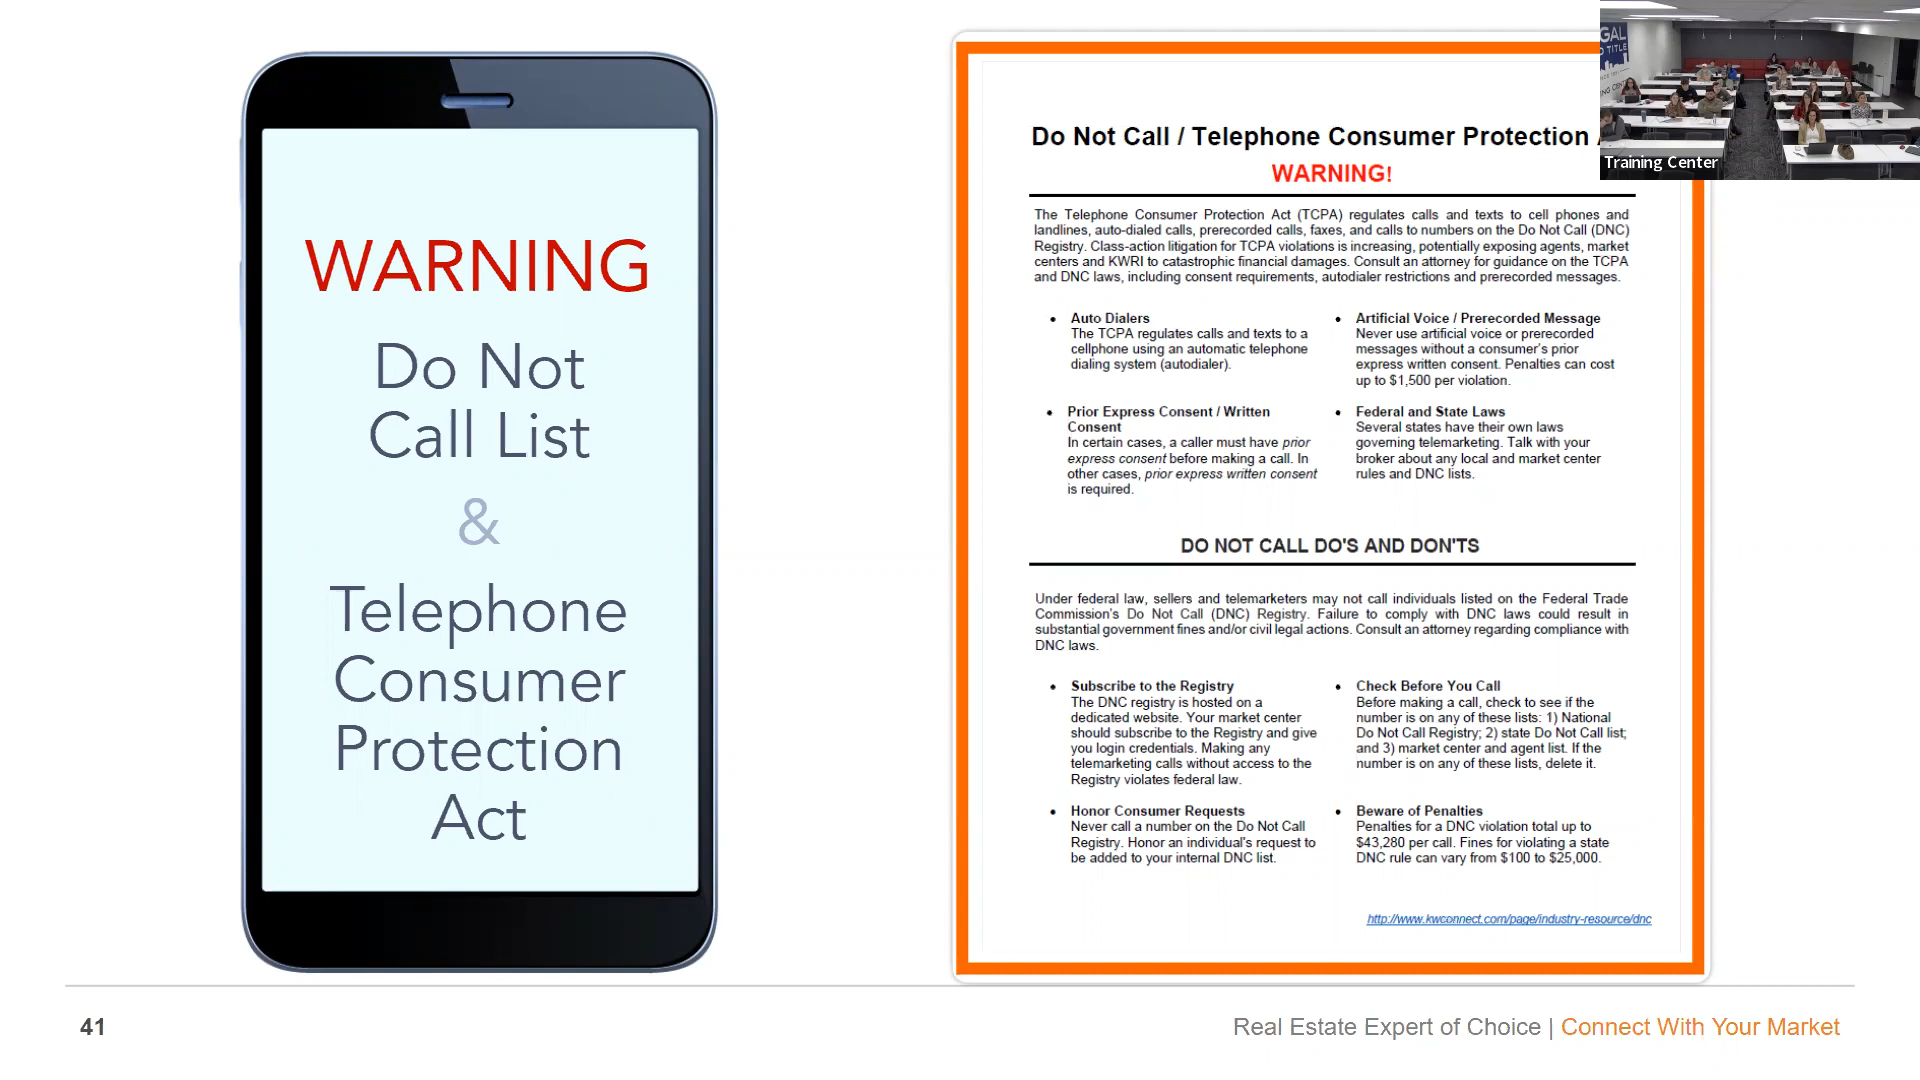 WARNING
Do Not
Call List
&
Telephone
Consumer
Protection
Act
Do Not Call / Telephone Consumer Protection
WARNING!
The Telephone Consumer Protection Act (TCPA) regulates calls and texts to cell phones and
landlines, auto-dialed calls, prerecorded calls, faxes, and calls to numbers on the Do Not Call (DNC)
Registry. Class-action litigation for TCPA violations is increasing, potentially exposing agents, market
centers and KWRI to catastrophic financial damages. Consult an attorney for guidance on the TCPA
and DNC laws, including consent requirements, autodialer restrictions and prerecorded messages.
• Auto Dialers
The TCPA regulates calls and texts to a
cellphone using an automatic telephone
dialing system (autodialer).
• Artificial Voice / Prerecorded Message
Never use artificial voice or prerecorded
messages without a consumer's prior
express written consent. Penalties can cost
up to $1,500 per violation.
• Prior Express Consent / Written
Consent
In certain cases, a caller must have prior
express consent before making a call. In
other cases, prior express written consent
is required.
• Federal and State Laws
Several states have their own laws
governing telemarketing. Talk with your
broker about any local and market center
rules and DNC lists.
DO NOT CALL DO'S AND DON'TS
Under federal law, sellers and telemarketers may not call individuals listed on the Federal Trade
Commission's Do Not Call (DNC) Registry. Failure to comply with DNC laws could result in
substantial government fines and/or civil legal actions. Consult an attorney regarding compliance with
DNC laws.
• Subscribe to the Registry
The DNC registry is hosted on a
dedicated website. Your market center
should subscribe to the Registry and give
you login credentials. Making any
telemarketing calls without access to the
Registry violates federal law.
• Check Before You Call
Before making a call, check to see if the
number is on any of these lists: 1) National
Do Not Call Registry; 2) state Do Not Call list;
and 3) market center and agent list. If the
number is on any of these lists, delete it.
• Honor Consumer Requests
Never call a number on the Do Not Call
Registry. Honor an individual's request to
be added to your internal DNC list.
• Beware of Penalties
Penalties for a DNC violation total up to
$43,280 per call. Fines for violating a state
DNC rule can vary from $100 to $25,000.
http://www.kwconnect.com/page/industry-resource/dnc
GAL
TITLE
Training Center
41
Real Estate Expert of Choice | Connect With Your Market